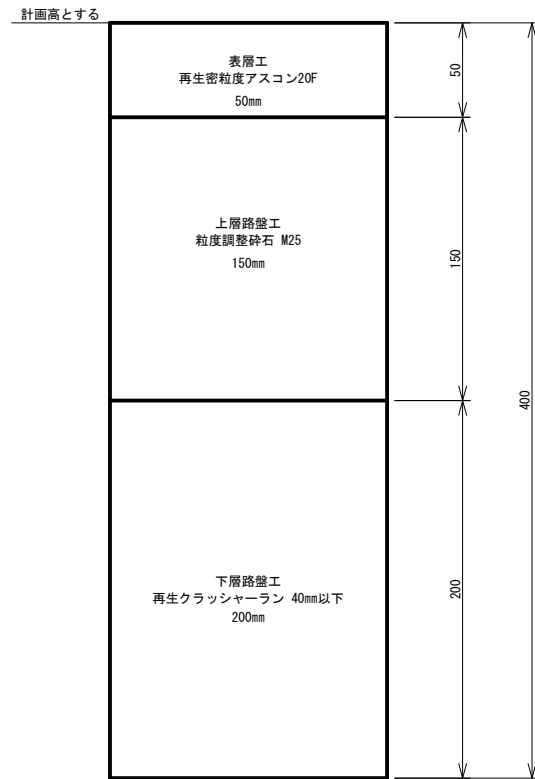 計画高とする
表層工
再生密粒度アスコン20F
50mm
50
上層路盤工
粒度調整砕石 M25
150mm
150
400
下層路盤工
再生クラッシャーラン 40mm以下
200mm
200